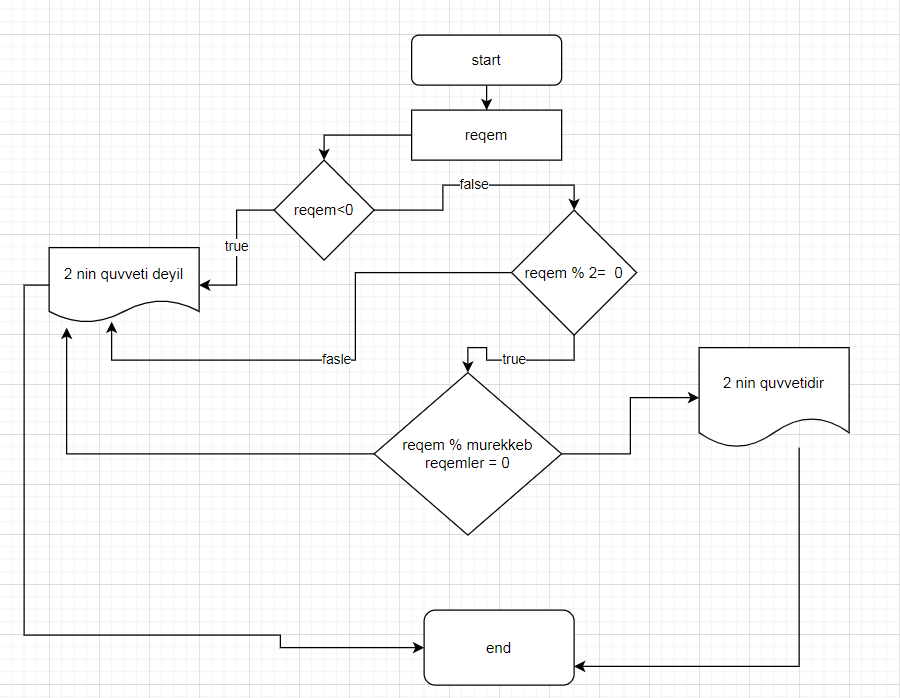 start
reqem
false
reqem<0
true
2 nin quvveti deyil
reqem % 2=  0
fasle
true
2 nin quvvetidir
reqem % murekkeb
reqemler = 0
end